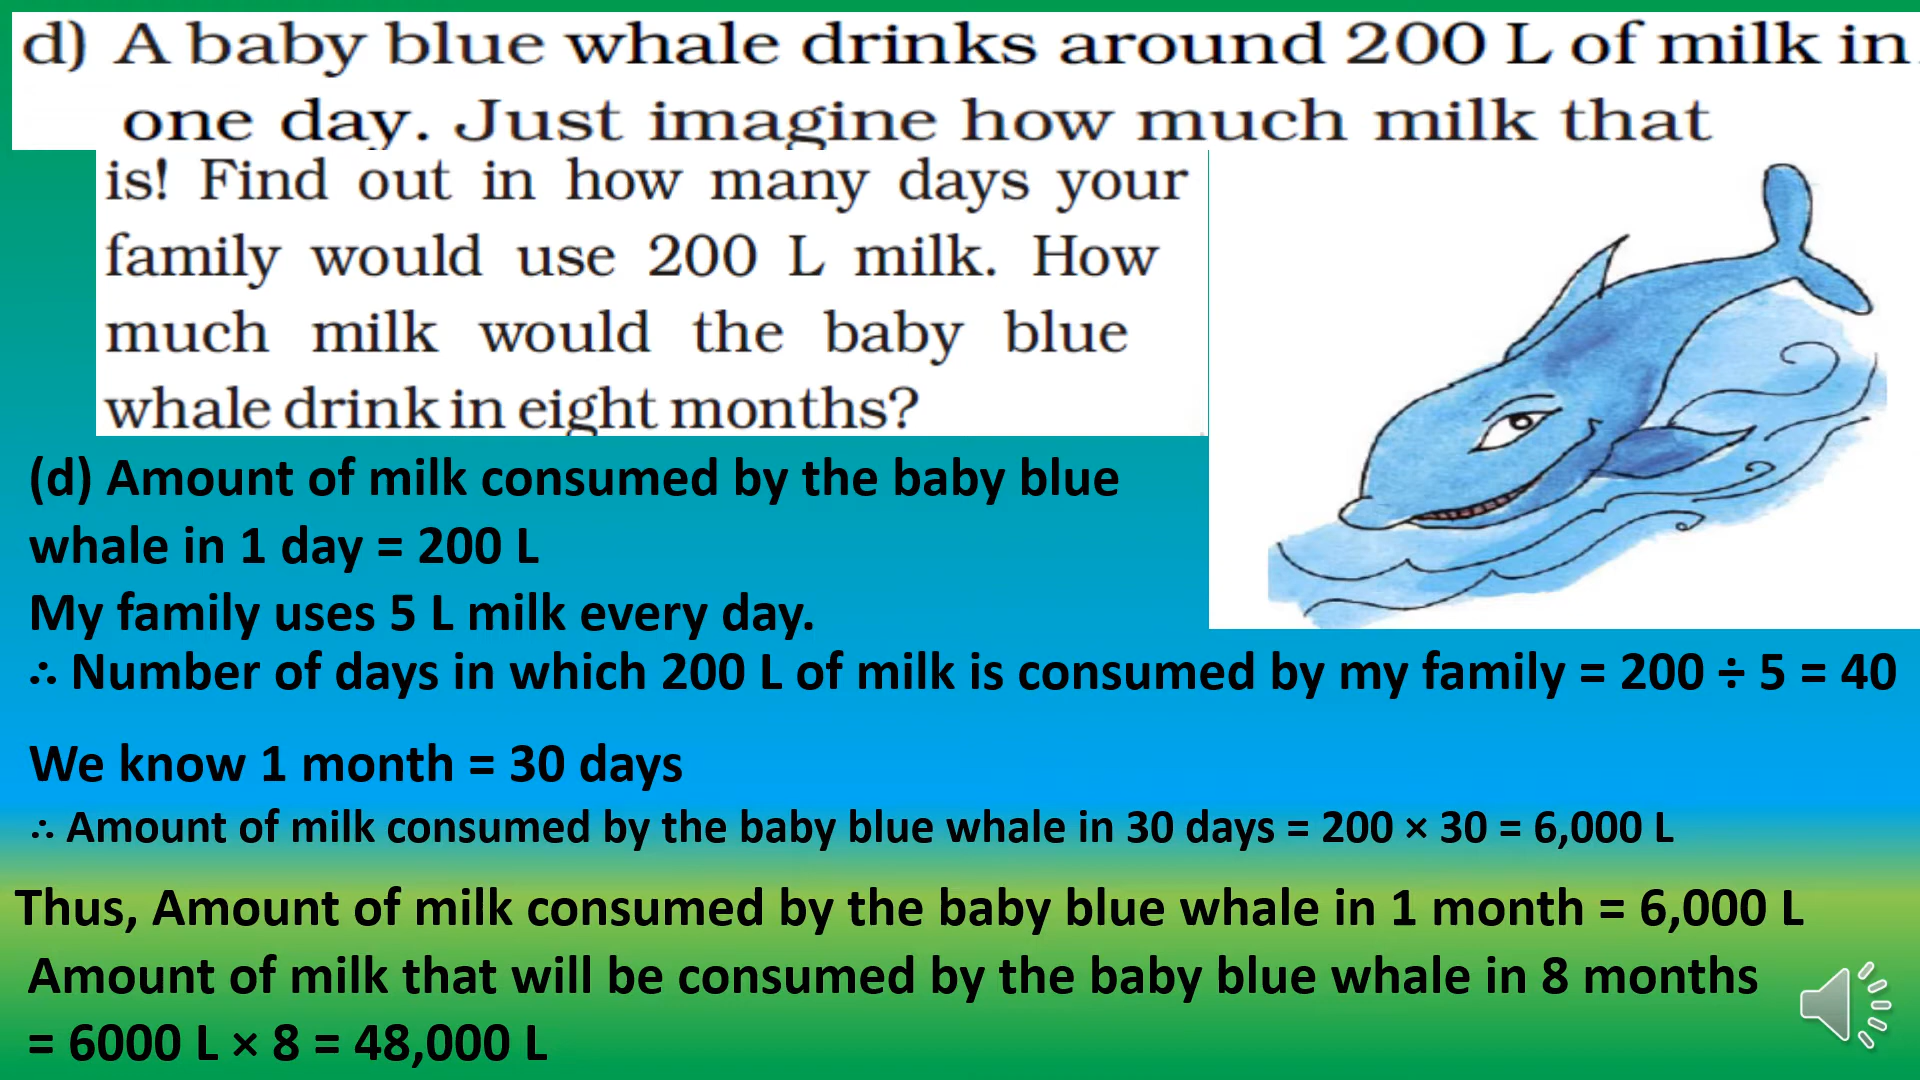 d) A baby blue whale drinks around 200 L of milk in
one day. Just imagine how much milk that
is! Find out in how many days your
family would use 200 L milk. How
much milk would the baby blue
whale drink in eight months?
(d) Amount of milk consumed by the baby blue
whale in 1 day = 200 L
My family uses 5 L milk every day.
∴ Number of days in which 200 L of milk is consumed by my family = 200 ÷ 5 = 40
We know 1 month = 30 days
∴ Amount of milk consumed by the baby blue whale in 30 days = 200 × 30 = 6,000 L
Thus, Amount of milk consumed by the baby blue whale in 1 month = 6,000 L
Amount of milk that will be consumed by the baby blue whale in 8 months
= 6000 L × 8 = 48,000 L